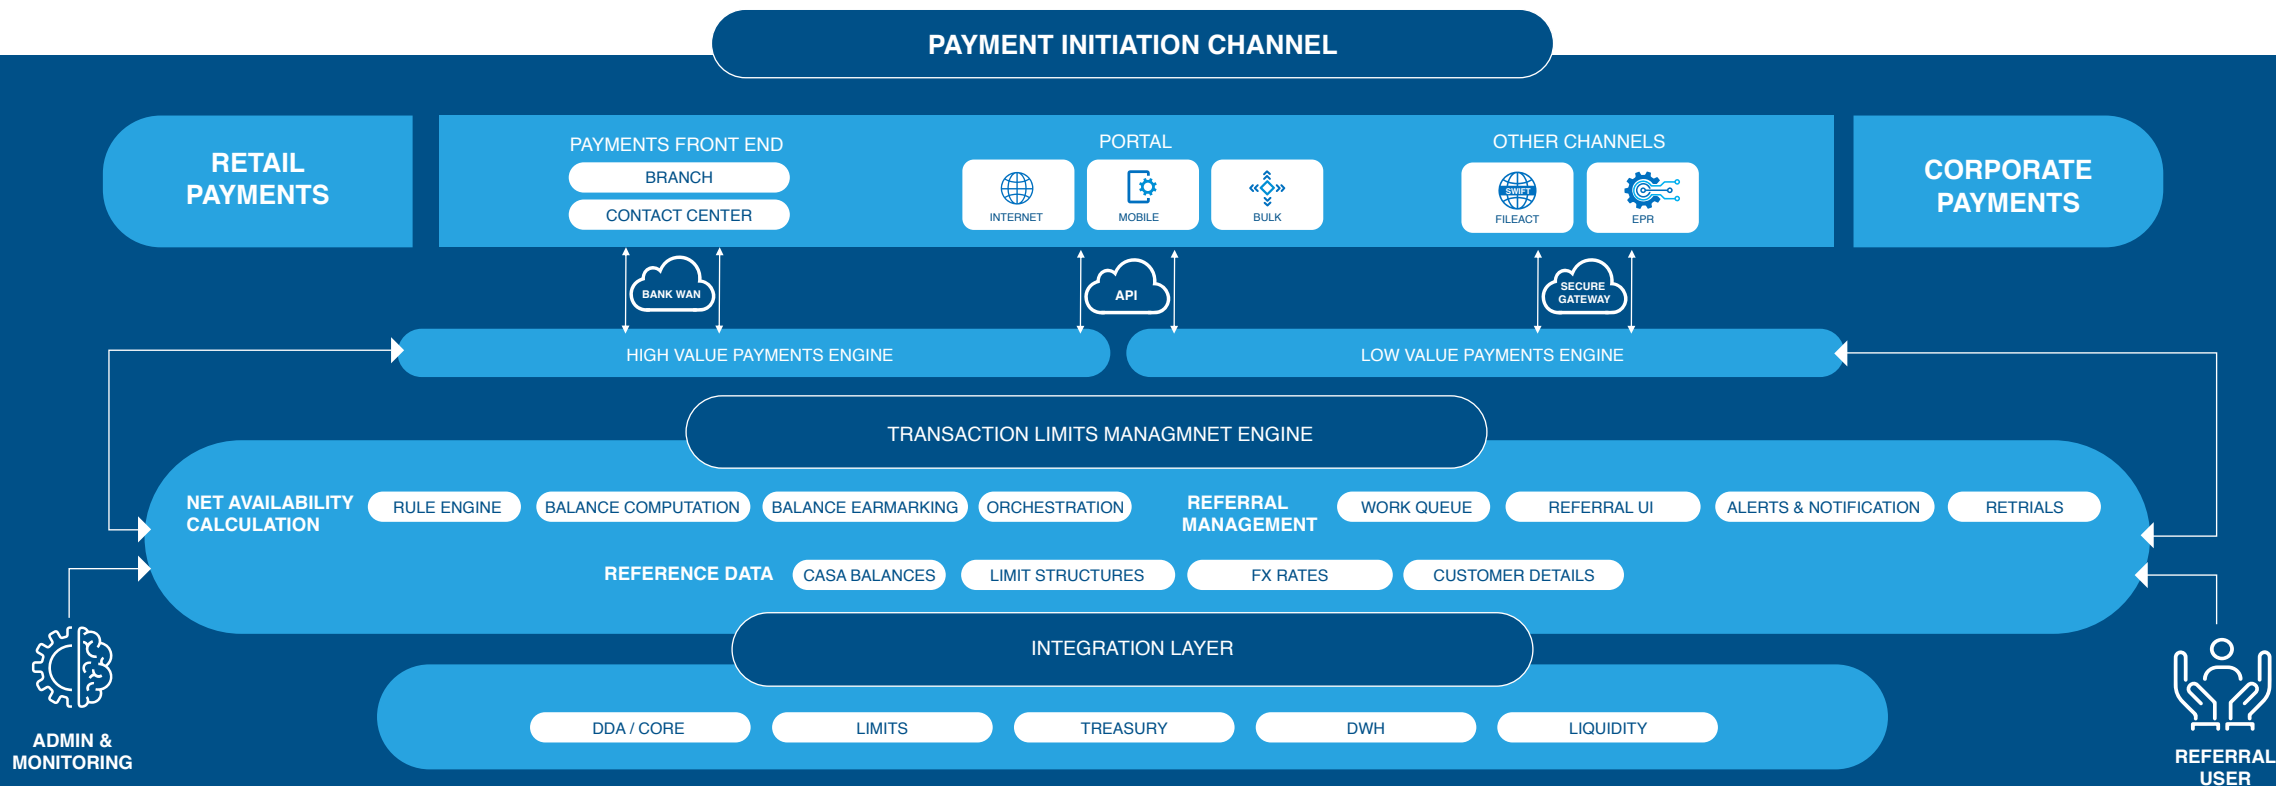 PAYMENT INITIATION CHANNEL
RETAIL
PAYMENTS
PAYMENTS FRONT END
BRANCH
CONTACT CENTER
PORTAL
INTERNET
MOBILE
BULK
OTHER CHANNELS
SWIFT
FILEACT
EPR
CORPORATE
PAYMENTS
BANK WAN
API
SECURE
GATEWAY
HIGH VALUE PAYMENTS ENGINE
LOW VALUE PAYMENTS ENGINE
TRANSACTION LIMITS MANAGMNET ENGINE
NET AVAILABILITY
CALCULATION
RULE ENGINE
BALANCE COMPUTATION
BALANCE EARMARKING
ORCHESTRATION
REFERRAL
MANAGEMENT
WORK QUEUE
REFERRAL UI
ALERTS & NOTIFICATION
RETRIALS
REFERENCE DATA
CASA BALANCES
LIMIT STRUCTURES
FX RATES
CUSTOMER DETAILS
INTEGRATION LAYER
DDA / CORE
LIMITS
TREASURY
DWH
LIQUIDITY
ADMIN &
MONITORING
REFERRAL
USER